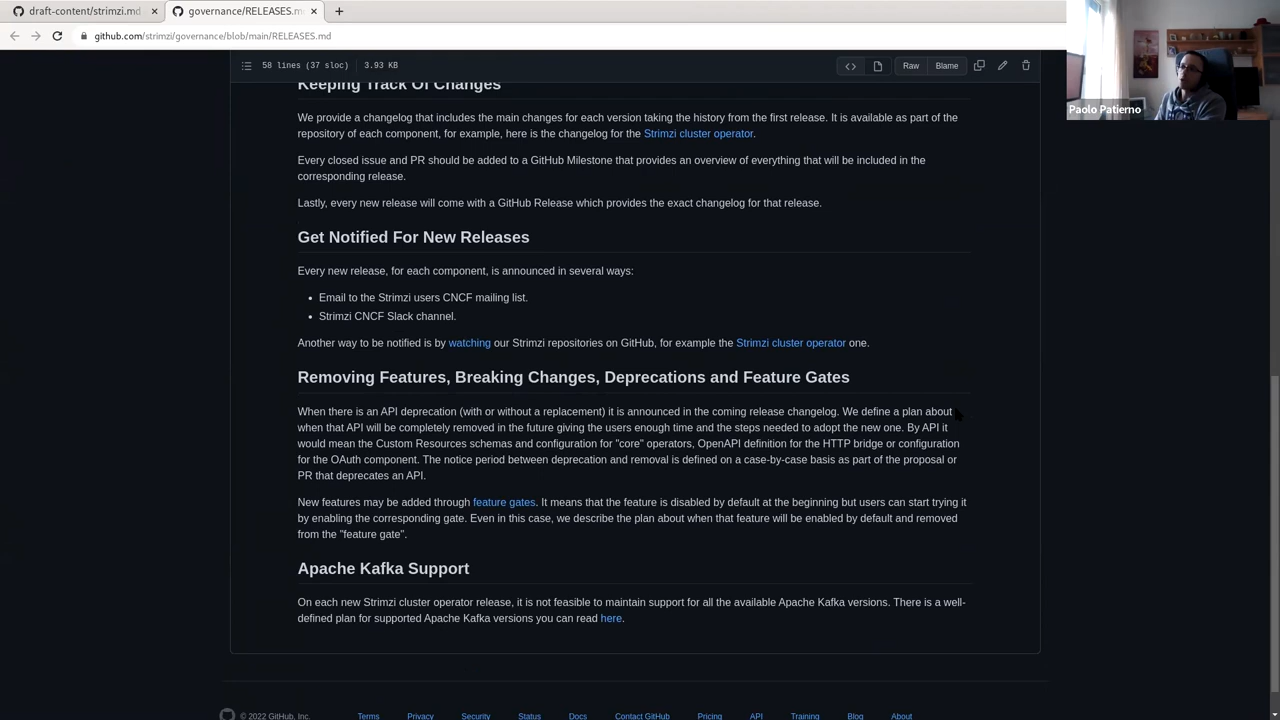 draft-content/strimzi.md
governance/RELEASES.m
github.com/strimzi/governance/blob/main/RELEASES.md
58 lines (37 sloc) 3.93 KB
Raw Blame
Paolo Patierno
Keeping Track Of Changes
We provide a changelog that includes the main changes for each version taking the history from the first release. It is available as part of the
repository of each component, for example, here is the changelog for the Strimzi cluster operator.
Every closed issue and PR should be added to a GitHub Milestone that provides an overview of everything that will be included in the
corresponding release.
Lastly, every new release will come with a GitHub Release which provides the exact changelog for that release.
Get Notified For New Releases
Every new release, for each component, is announced in several ways:
• Email to the Strimzi users CNCF mailing list.
• Strimzi CNCF Slack channel.
Another way to be notified is by watching our Strimzi repositories on GitHub, for example the Strimzi cluster operator one.
Removing Features, Breaking Changes, Deprecations and Feature Gates
When there is an API deprecation (with or without a replacement) it is announced in the coming release changelog. We define a plan about
when that API will be completely removed in the future giving the users enough time and the steps needed to adopt the new one. By API it
would mean the Custom Resources schemas and configuration for "core" operators, OpenAPI definition for the HTTP bridge or configuration
for the OAuth component. The notice period between deprecation and removal is defined on a case-by-case basis as part of the proposal or
PR that deprecates an API.
New features may be added through feature gates. It means that the feature is disabled by default at the beginning but users can start trying it
by enabling the corresponding gate. Even in this case, we describe the plan about when that feature will be enabled by default and removed
from the "feature gate".
Apache Kafka Support
On each new Strimzi cluster operator release, it is not feasible to maintain support for all the available Apache Kafka versions. There is a well-
defined plan for supported Apache Kafka versions you can read here.
© 2022 GitHub, Inc. Terms Privacy Security Status Docs Contact GitHub Pricing API Training Blog About